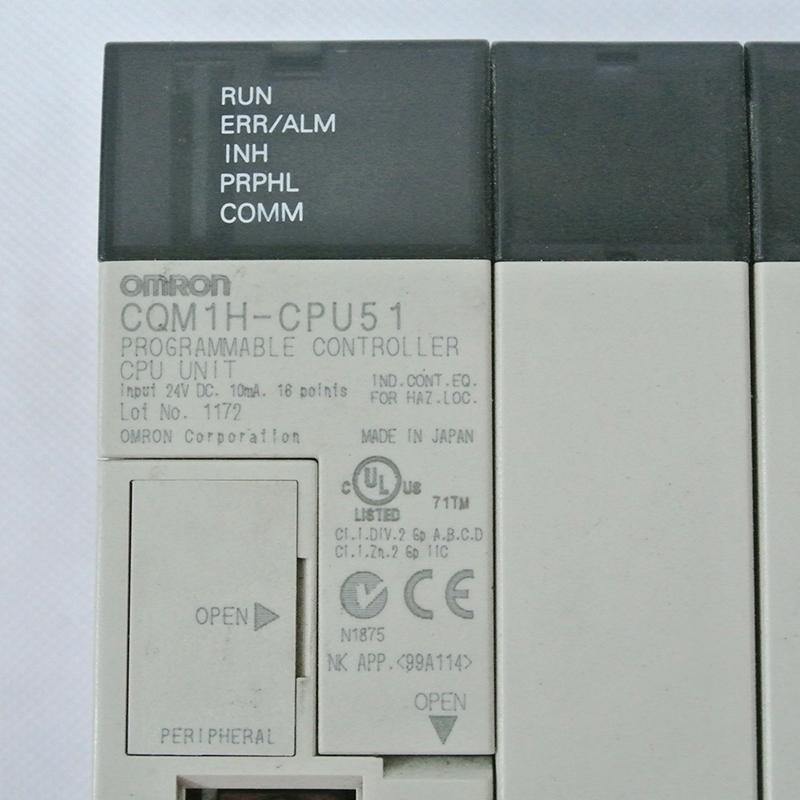 RUN
ERR/ALM
INH
PRPHL
COMM
omron
CQM1H-CPU51
PROGRAMMABLE CONTROLLER
CPU UNIT
Input 24V DC. 10mA. 16 points
IND.CONT.EQ.
FOR HAZ.LOC.
Lot No. 1172
OMRON Corporation MADE IN JAPAN
C UL US
LISTED
71TM
Cl.I.DIV.2 Gp A.B.C.D
Cl.I.Zn.2 Gp IIC
CE
N1875
NK APP.<99A114>
OPEN
OPEN
PERIPHERAL